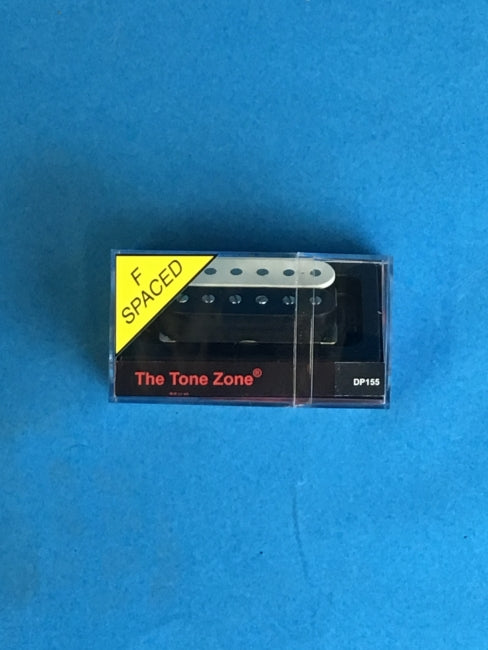 F
SPACED
The Tone Zone®
DP155